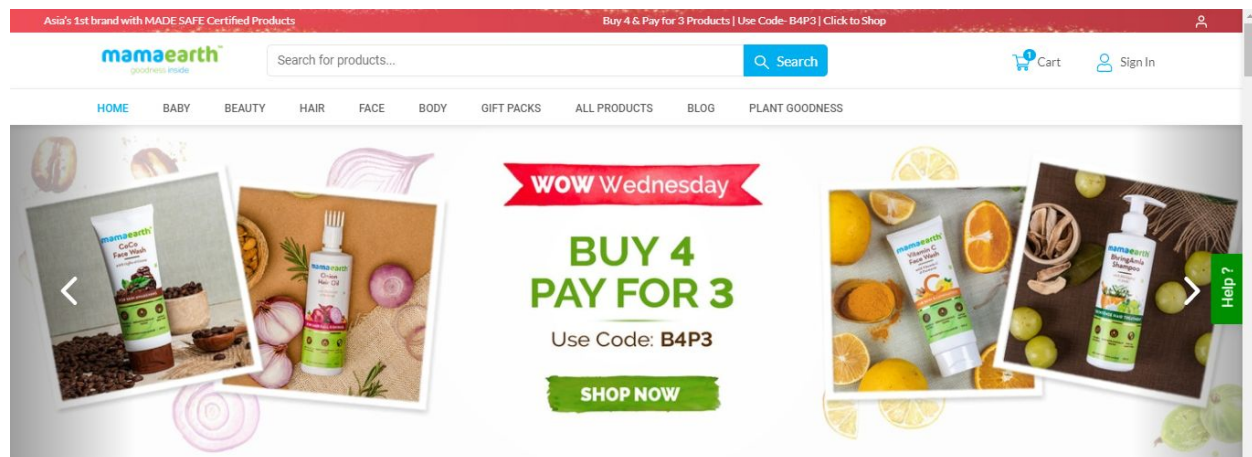 Asia's 1st brand with MADE SAFE Certified Products
Buy 4 & Pay for 3 Products | Use Code- B4P3 | Click to Shop
mamaearth
goodness inside
Search for products...
Search
1
Cart
Sign In
HOME BABY BEAUTY HAIR FACE BODY GIFT PACKS ALL PRODUCTS BLOG PLANT GOODNESS
WOW Wednesday
BUY 4
PAY FOR 3
Use Code: B4P3
SHOP NOW
mamaearth
CoCo
Face Wash
mamaearth
Onion
Hair Oil
mamaearth
Vitamin C
Face Wash
mamaearth
BhringAmla
Shampoo
Help ?